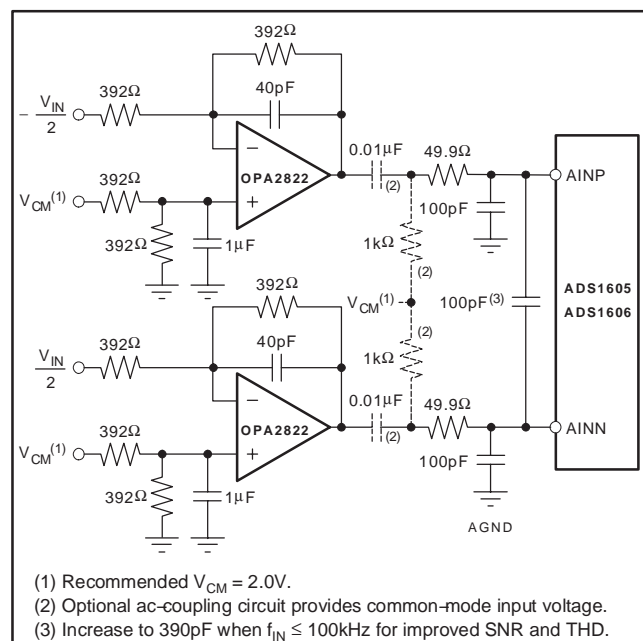 392Ω
40pF
392Ω
− V_IN/2
0.01μF
49.9Ω
(2)
OPA2822
AINP
392Ω
V_CM(1)
392Ω
1μF
100pF
1kΩ
(2)
392Ω
V_CM(1)
100pF(3)
ADS1605
ADS1606
40pF
(2)
1kΩ
392Ω
V_IN/2
0.01μF
49.9Ω
(2)
OPA2822
AINN
392Ω
V_CM(1)
392Ω
1μF
100pF
AGND
(1) Recommended V_CM = 2.0V.
(2) Optional ac−coupling circuit provides common−mode input voltage.
(3) Increase to 390pF when f_IN ≤ 100kHz for improved SNR and THD.